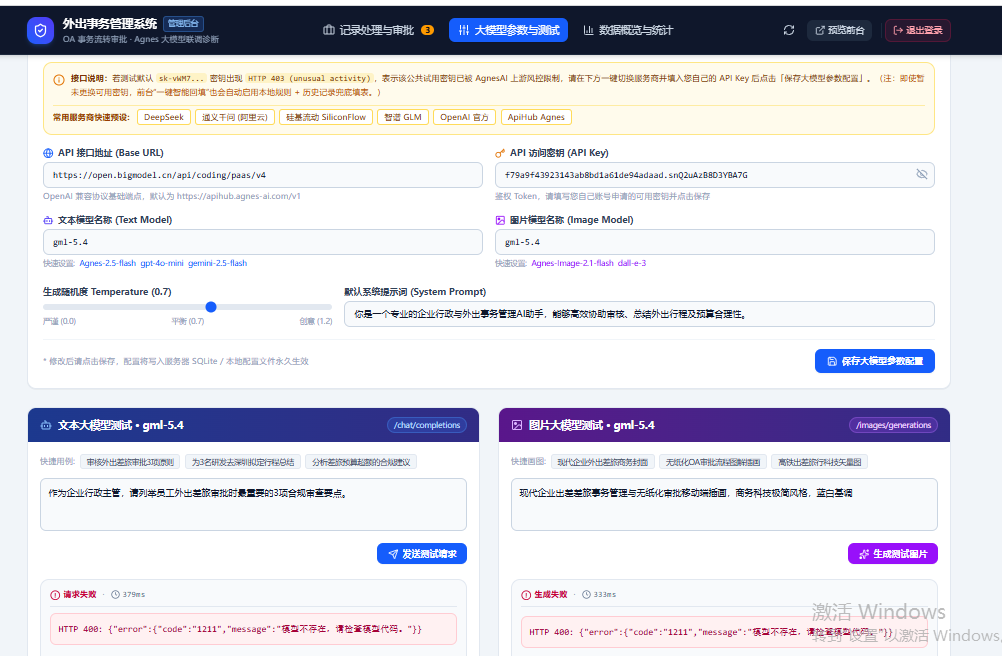 外出事务管理系统 管理后台
OA 事务流转审批 · Agnes 大模型联调诊断
记录处理与审批 3 大模型参数与测试 数据概览与统计 预览前台 退出登录
接口说明：若测试默认 sk-vWM7... 密钥出现 HTTP 403 (unusual activity)，表示该公共试用密钥已被 AgnesAI 上游风控限制，请在下方一键切换服务商并填入您自己的 API Key 后点击「保存大模型参数配置」。（注：即使暂
未更换可用密钥，前台"一键智能回填"也会自动启用本地规则 + 历史记录兜底填表。）
常用服务商快速预设： DeepSeek 通义千问 (阿里云) 硅基流动 SiliconFlow 智谱 GLM OpenAI 官方 ApiHub Agnes
API 接口地址 (Base URL) API 访问密钥 (API Key)
https://open.bigmodel.cn/api/coding/paas/v4 f79a9f43923143ab8bd1a61de94adaad.snQ2uAzB8D3YBA7G
OpenAI 兼容协议基础端点，默认为 https://apihub.agnes-ai.com/v1 鉴权 Token，请填写您自己账号申请的可用密钥并点击保存
文本模型名称 (Text Model) 图片模型名称 (Image Model)
gml-5.4 gml-5.4
快速设置: Agnes-2.5-flash gpt-4o-mini gemini-2.5-flash 快速设置: Agnes-Image-2.1-flash dall-e-3
生成随机度 Temperature (0.7) 默认系统提示词 (System Prompt)
你是一个专业的企业行政与外出事务管理AI助手，能够高效协助审核、总结外出行程及预算合理性。
严谨 (0.0) 平衡 (0.7) 创意 (1.2)
* 修改后请点击保存，配置将写入服务器 SQLite / 本地配置文件永久生效 保存大模型参数配置
文本大模型测试 • gml-5.4 /chat/completions 图片大模型测试 • gml-5.4 /images/generations
快捷用例: 审核外出差旅审批3项原则 为3名研发去深圳拟定行程总结 分析差旅预算超额的合规建议 快捷画图: 现代企业外出差旅商务封面 无纸化OA审批流程图解插画 高铁出差旅行科技矢量图
作为企业行政主管，请列举员工外出差旅审批时最重要的3项合规审查要点。 现代企业出差差旅事务管理与无纸化审批移动端插画，商务科技极简风格，蓝白基调
发送测试请求 生成测试图片
请求失败 · 379ms 生成失败 · 333ms
HTTP 400: {"error":{"code":"1211","message":"模型不存在，请检查模型代码。"}} HTTP 400: {"error":{"code":"1211","message":"模型不存在，请检查模型代码。"}}
激活 Windows
转到"设置"以激活 Windows。